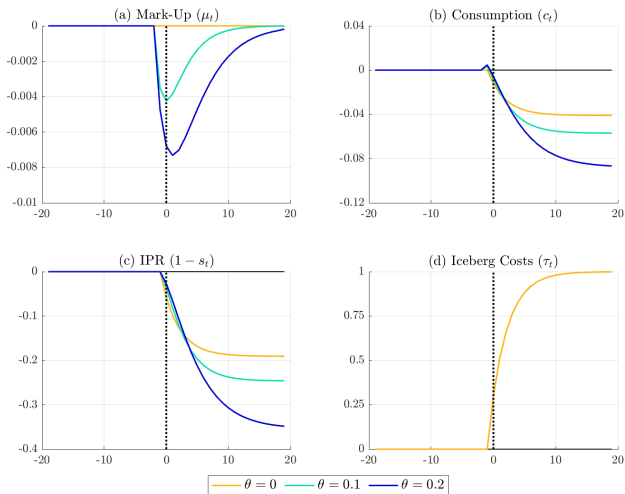 (a) Mark-Up (μt)
0
-0.002
-0.004
-0.006
-0.008
-0.01
-20 -10 0 10 20
(b) Consumption (ct)
0.04
0
-0.04
-0.08
-0.12
-20 -10 0 10 20
(c) IPR (1 − st)
0
-0.1
-0.2
-0.3
-0.4
-20 -10 0 10 20
(d) Iceberg Costs (τt)
1
0.75
0.5
0.25
0
-20 -10 0 10 20
θ = 0 θ = 0.1 θ = 0.2